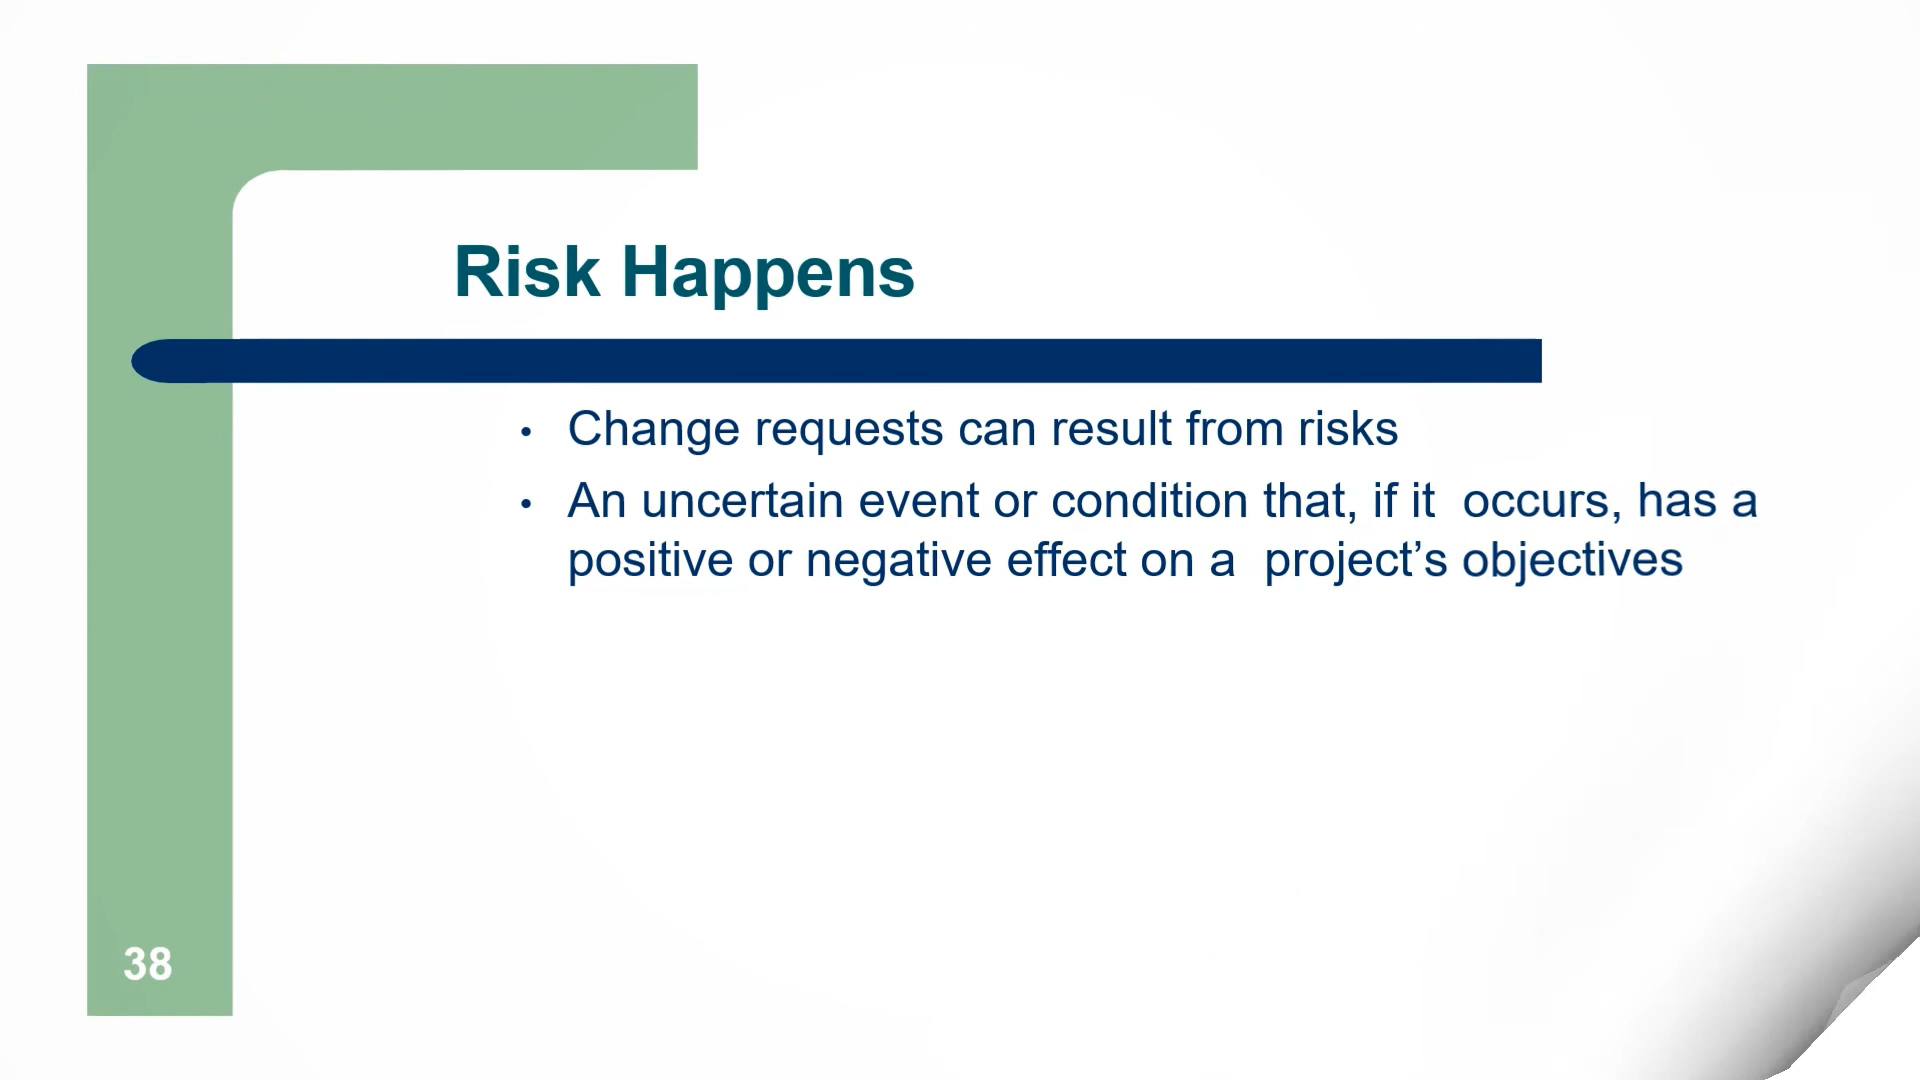 Risk Happens
• Change requests can result from risks
• An uncertain event or condition that, if it  occurs, has a
positive or negative effect on a  project’s objectives
38